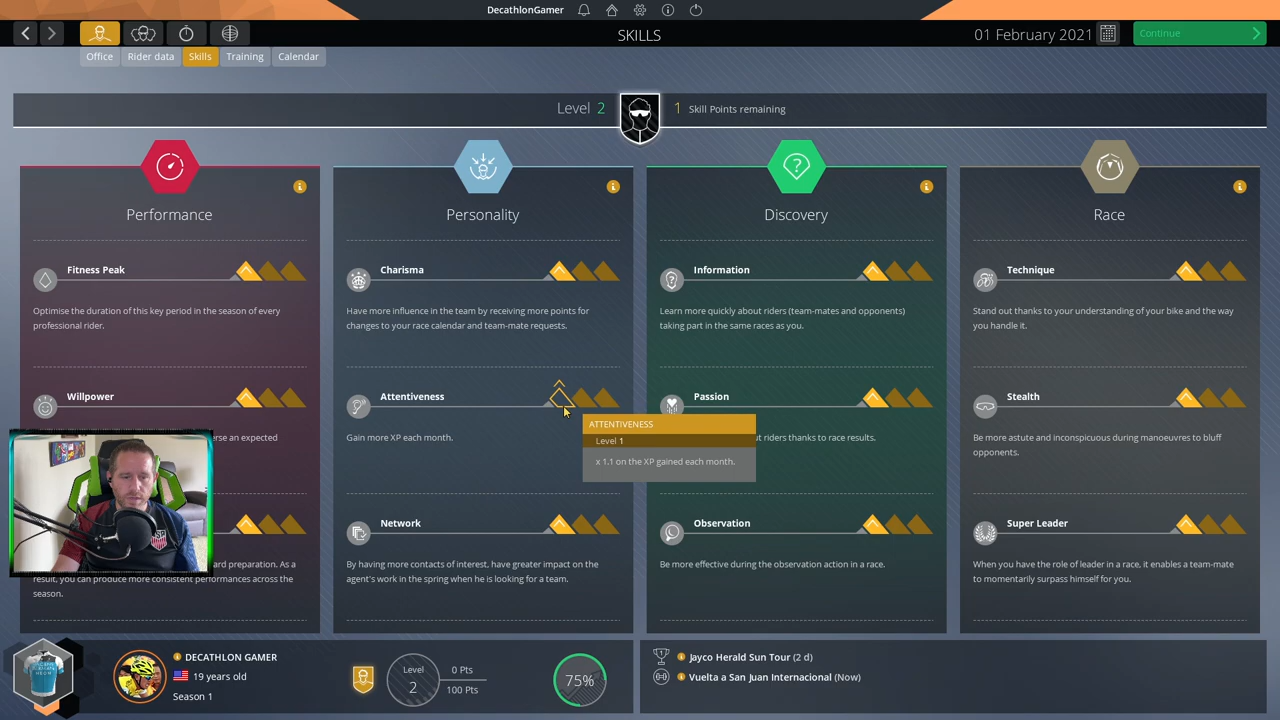 DecathlonGamer
SKILLS
01 February 2021
Continue
Office
Rider data
Skills
Training
Calendar
Level 2
1 Skill Points remaining
Performance
Fitness Peak
Optimise the duration of this key period in the season of every
professional rider.
Willpower
erse an expected
ard preparation. As a
result, you can produce more consistent performances across the
season.
Personality
Charisma
Have more influence in the team by receiving more points for
changes to your race calendar and team-mate requests.
Attentiveness
Gain more XP each month.
Network
By having more contacts of interest, have greater impact on the
agent's work in the spring when he is looking for a team.
ATTENTIVENESS
Level 1
x 1.1 on the XP gained each month.
Discovery
Information
Learn more quickly about riders (team-mates and opponents)
taking part in the same races as you.
Passion
ut riders thanks to race results.
Observation
Be more effective during the observation action in a race.
Race
Technique
Stand out thanks to your understanding of your bike and the way
you handle it.
Stealth
Be more astute and inconspicuous during manoeuvres to bluff
opponents.
Super Leader
When you have the role of leader in a race, it enables a team-mate
to momentarily surpass himself for you.
DECATHLON GAMER
19 years old
Season 1
Level
2
0 Pts
100 Pts
75%
Jayco Herald Sun Tour (2 d)
Vuelta a San Juan Internacional (Now)